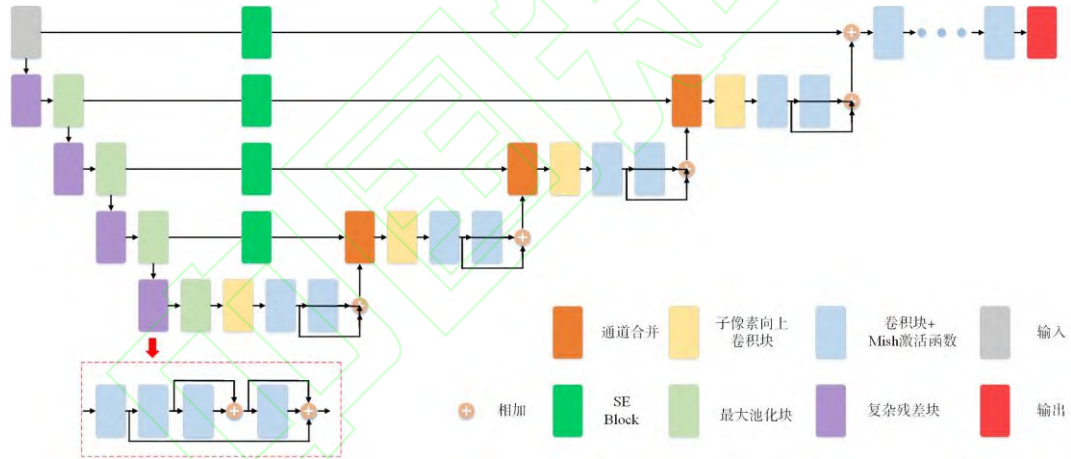 通道合并
子像素向上
卷积块
卷积块+
Mish激活函数
输入
相加
SE
Block
最大池化块
复杂残差块
输出